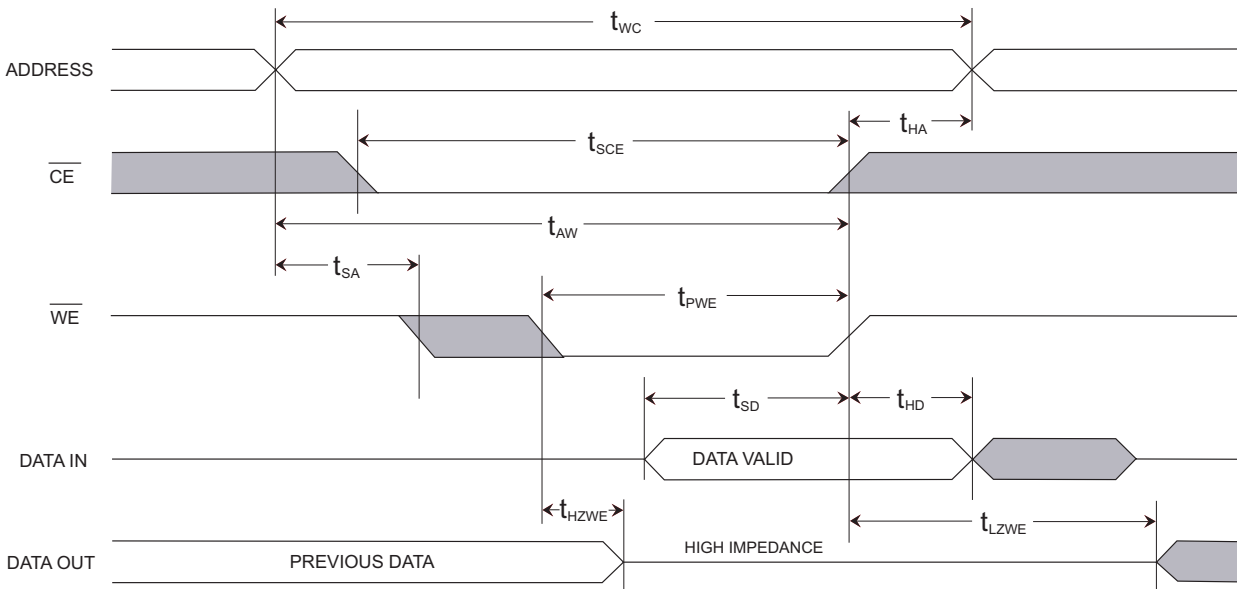 tWC
ADDRESS
tHA
tSCE
CE
tAW
tSA
tPWE
WE
tSD
tHD
DATA IN
DATA VALID
tHZWE
tLZWE
DATA OUT
PREVIOUS DATA
HIGH IMPEDANCE